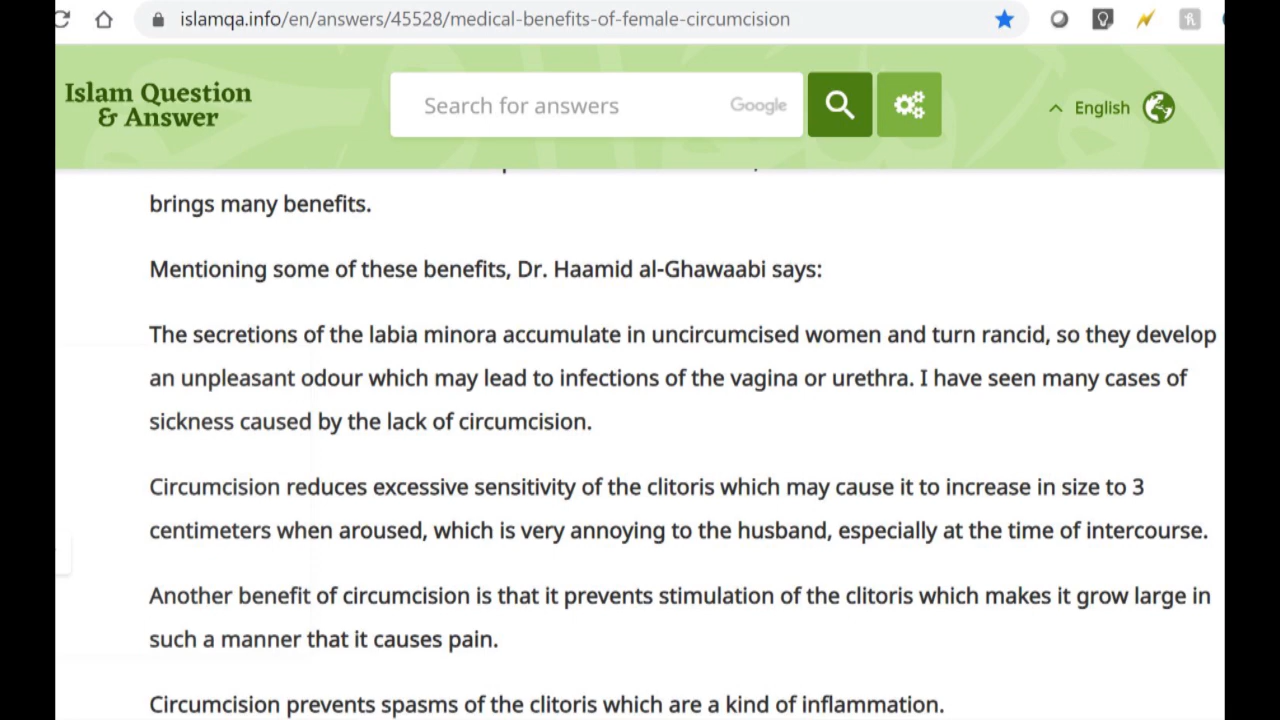 islamqa.info/en/answers/45528/medical-benefits-of-female-circumcision
Islam Question
& Answer
Search for answers
Google
English
brings many benefits.
Mentioning some of these benefits, Dr. Haamid al-Ghawaabi says:
The secretions of the labia minora accumulate in uncircumcised women and turn rancid, so they develop
an unpleasant odour which may lead to infections of the vagina or urethra. I have seen many cases of
sickness caused by the lack of circumcision.
Circumcision reduces excessive sensitivity of the clitoris which may cause it to increase in size to 3
centimeters when aroused, which is very annoying to the husband, especially at the time of intercourse.
Another benefit of circumcision is that it prevents stimulation of the clitoris which makes it grow large in
such a manner that it causes pain.
Circumcision prevents spasms of the clitoris which are a kind of inflammation.